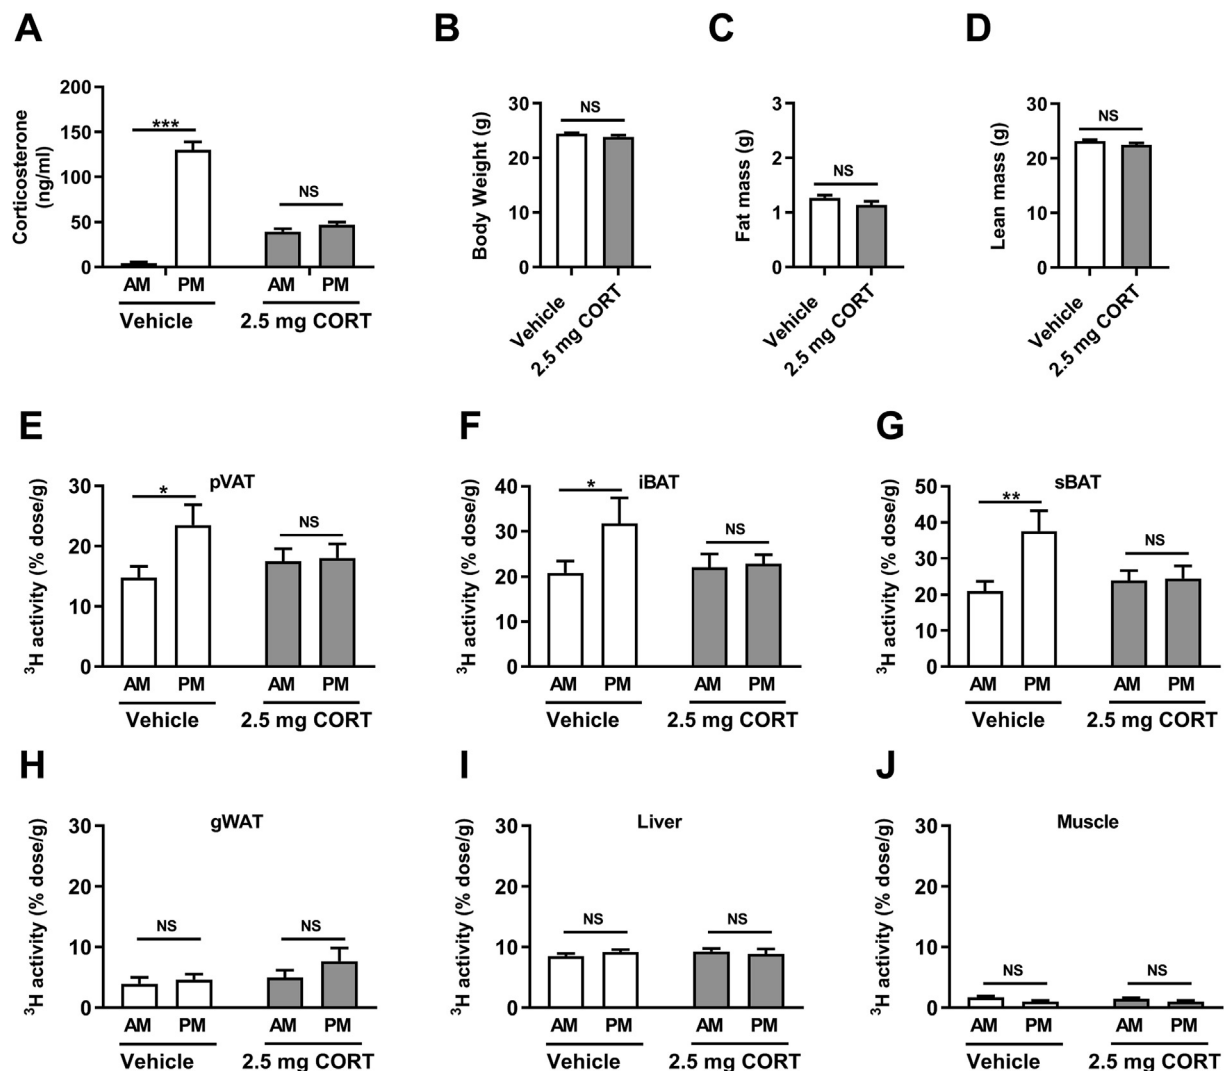 A
B
C
D
Corticosterone
(ng/ml)
200
150
100
50
0
***
NS
AM
PM
AM
PM
Vehicle
2.5 mg CORT
Body Weight (g)
30
20
10
0
NS
Vehicle
2.5 mg CORT
Fat mass (g)
3
2
1
0
NS
Vehicle
2.5 mg CORT
Lean mass (g)
30
20
10
0
NS
Vehicle
2.5 mg CORT
E
F
G
pVAT
³H activity (% dose/g)
30
20
10
0
*
NS
AM
PM
AM
PM
Vehicle
2.5 mg CORT
iBAT
³H activity (% dose/g)
40
30
20
10
0
*
NS
AM
PM
AM
PM
Vehicle
2.5 mg CORT
sBAT
³H activity (% dose/g)
50
40
30
20
10
0
**
NS
AM
PM
AM
PM
Vehicle
2.5 mg CORT
H
I
J
gWAT
³H activity (% dose/g)
30
20
10
0
NS
NS
AM
PM
AM
PM
Vehicle
2.5 mg CORT
Liver
³H activity (% dose/g)
30
20
10
0
NS
NS
AM
PM
AM
PM
Vehicle
2.5 mg CORT
Muscle
³H activity (% dose/g)
30
20
10
0
NS
NS
AM
PM
AM
PM
Vehicle
2.5 mg CORT